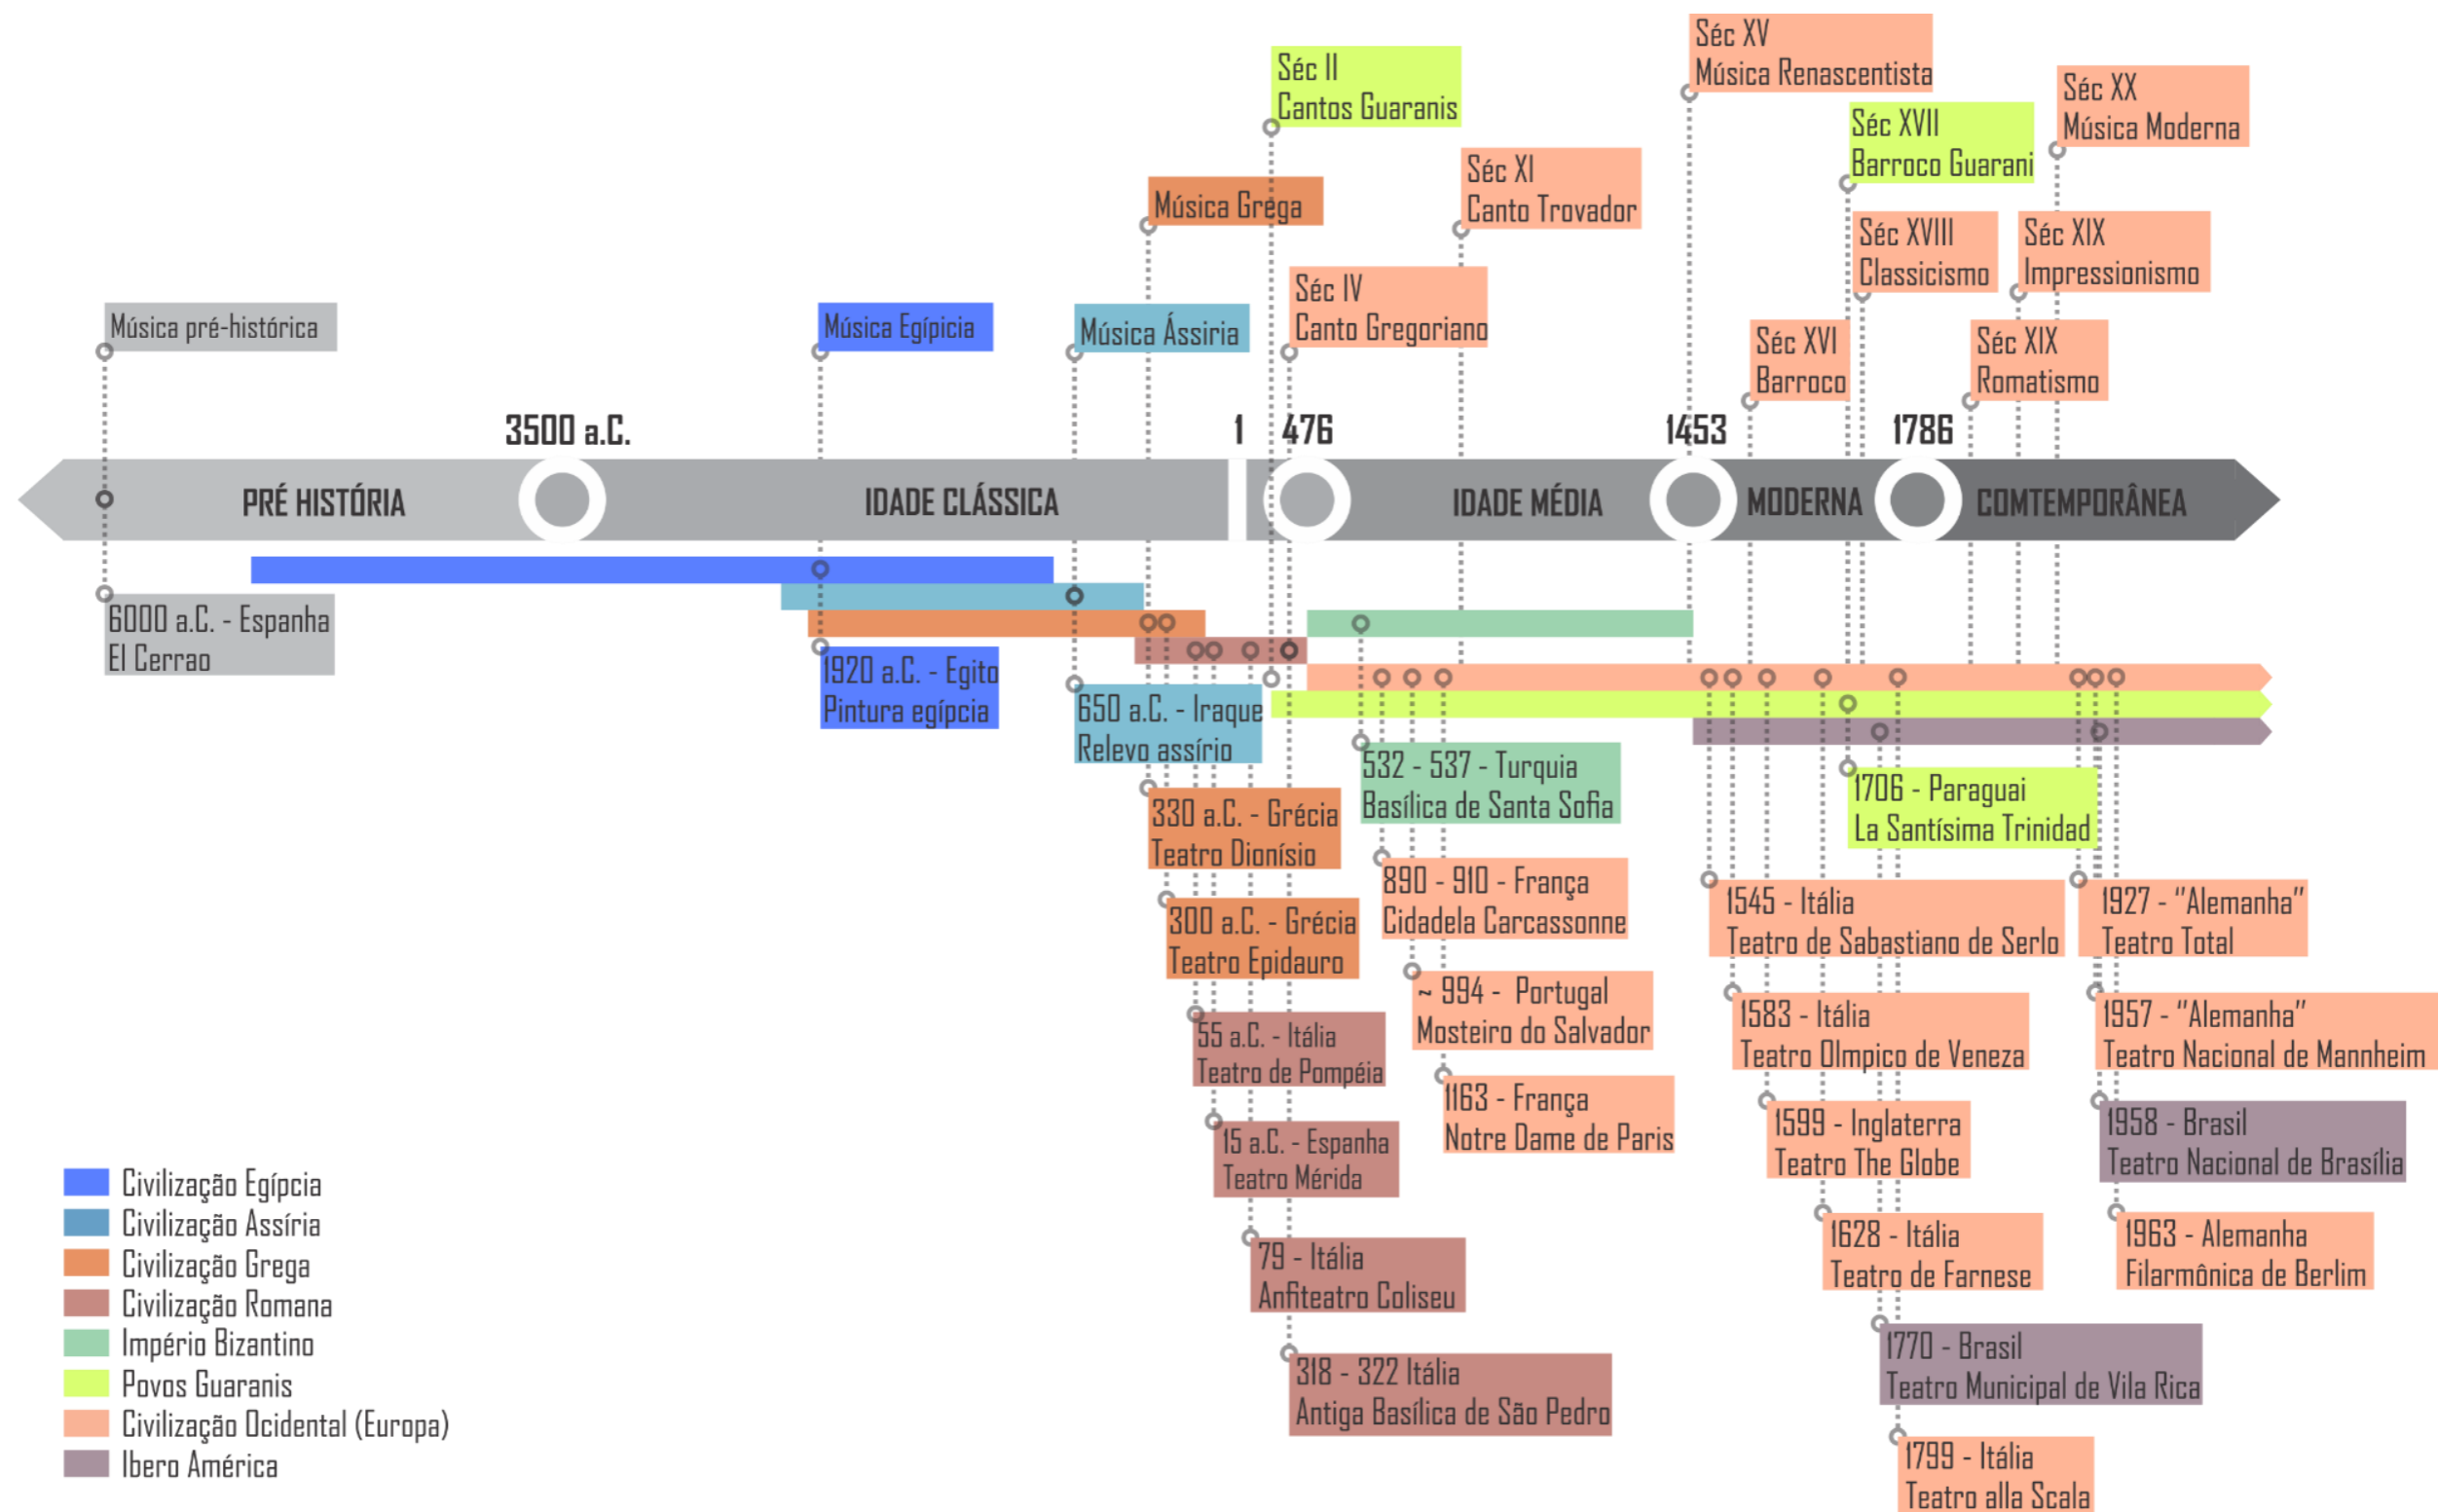 Séc XV
Música Renascentista
Séc II
Cantos Guaranis
Séc XX
Música Moderna
Séc XVII
Barroco Guarani
Séc XI
Canto Trovador
Música Grega
Séc XVIII
Classicismo
Séc XIX
Impressionismo
Séc IV
Canto Gregoriano
Música pré-histórica
Música Egípicia
Música Ássiria
Séc XVI
Barroco
Séc XIX
Romatismo
3500 a.C.
1
476
1453
1786
PRÉ HISTÓRIA
IDADE CLÁSSICA
IDADE MÉDIA
MODERNA
COMTEMPORÂNEA
6000 a.C. - Espanha
El Cerrao
1920 a.C. - Egito
Pintura egípcia
650 a.C. - Iraque
Relevo assírio
532 - 537 - Turquia
Basílica de Santa Sofia
1706 - Paraguai
La Santísima Trinidad
330 a.C. - Grécia
Teatro Dionísio
890 - 910 - França
Cidadela Carcassonne
1545 - Itália
Teatro de Sabastiano de Serlo
1927 - "Alemanha"
Teatro Total
300 a.C. - Grécia
Teatro Epidauro
~ 994 - Portugal
Mosteiro do Salvador
1583 - Itália
Teatro Olmpico de Veneza
1957 - "Alemanha"
Teatro Nacional de Mannheim
55 a.C. - Itália
Teatro de Pompéia
1163 - França
Notre Dame de Paris
1599 - Inglaterra
Teatro The Globe
1958 - Brasil
Teatro Nacional de Brasília
15 a.C. - Espanha
Teatro Mérida
1628 - Itália
Teatro de Farnese
1963 - Alemanha
Filarmônica de Berlim
79 - Itália
Anfiteatro Coliseu
1770 - Brasil
Teatro Municipal de Vila Rica
318 - 322 Itália
Antiga Basílica de São Pedro
1799 - Itália
Teatro alla Scala
Civilização Egípcia
Civilização Assíria
Civilização Grega
Civilização Romana
Império Bizantino
Povos Guaranis
Civilização Ocidental (Europa)
Ibero América